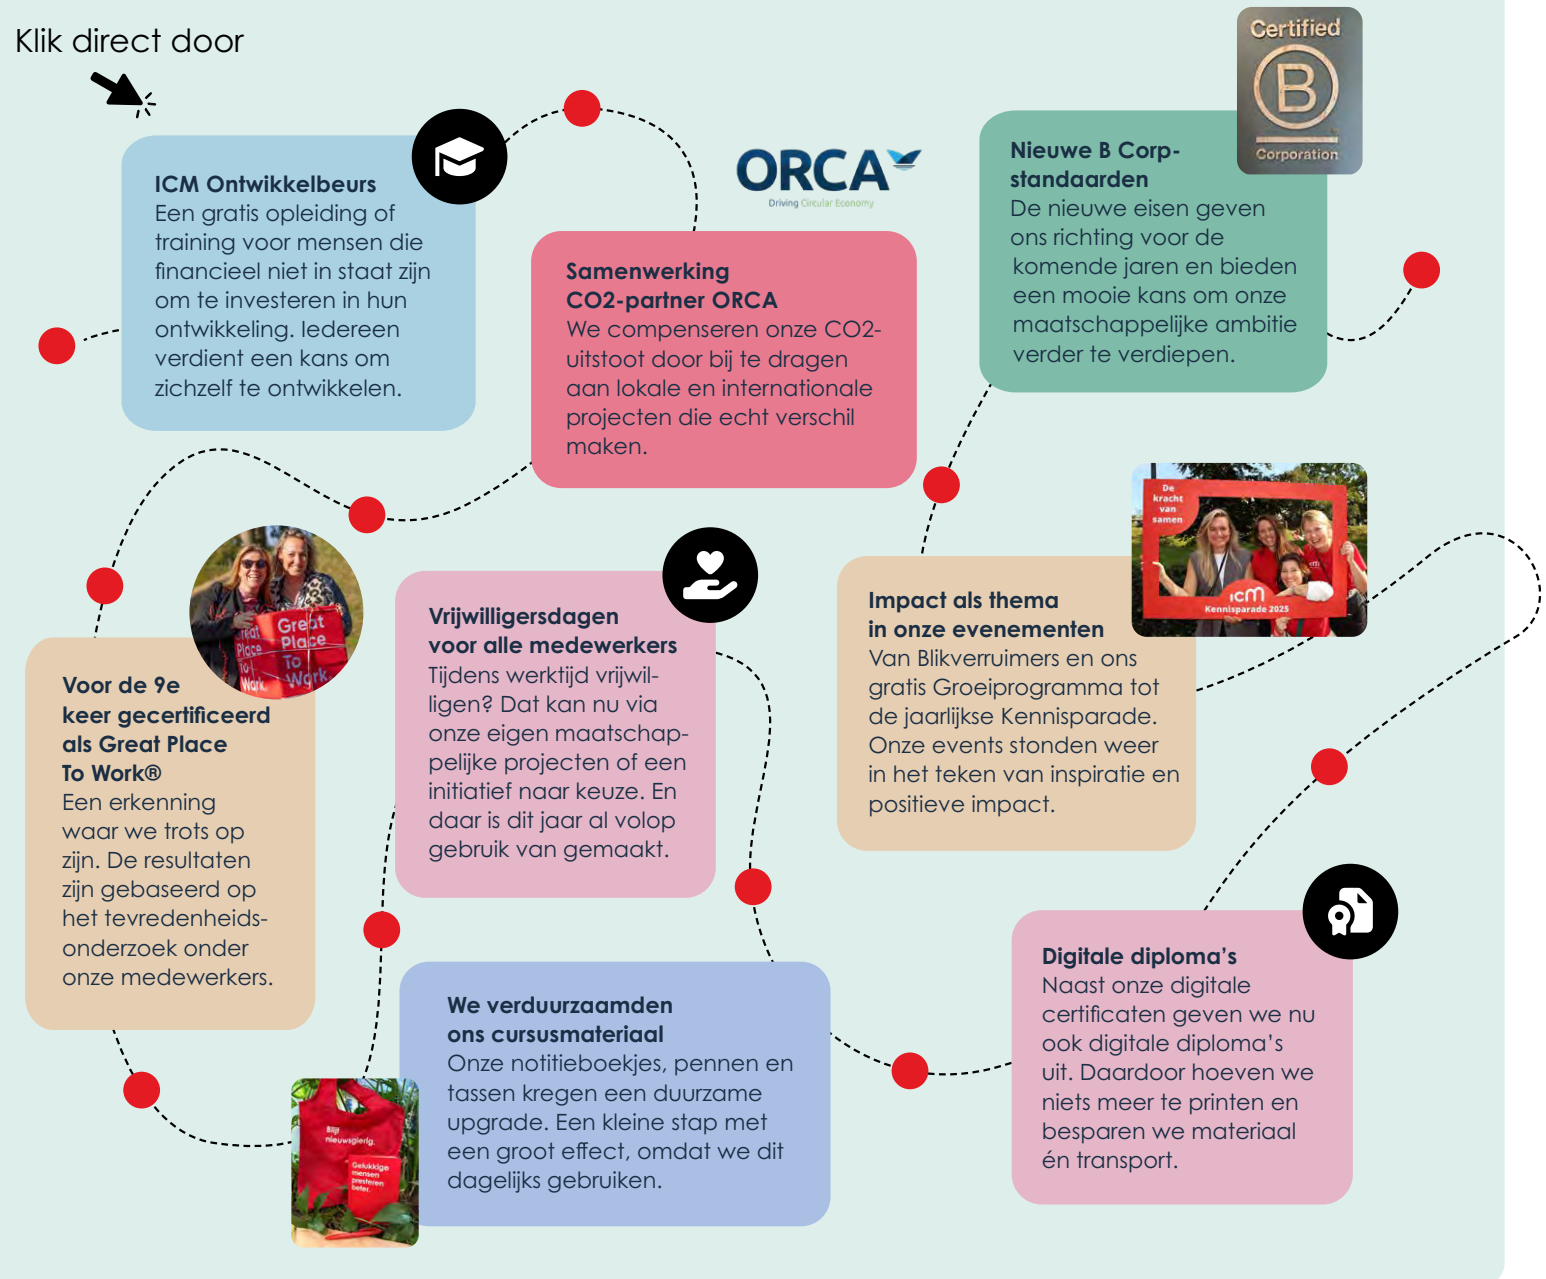 Klik direct door
ICM Ontwikkelbeurs
Een gratis opleiding of
training voor mensen die
financieel niet in staat zijn
om te investeren in hun
ontwikkeling. Iedereen
verdient een kans om
zichzelf te ontwikkelen.
ORCA
Driving Circular Economy
Samenwerking
CO2-partner ORCA
We compenseren onze CO2-
uitstoot door bij te dragen
aan lokale en internationale
projecten die echt verschil
maken.
Certified
B
Corporation
Nieuwe B Corp-
standaarden
De nieuwe eisen geven
ons richting voor de
komende jaren en bieden
een mooie kans om onze
maatschappelijke ambitie
verder te verdiepen.
Great
Place
To
Work.
Great
Place
To
Work.
Voor de 9e
keer gecertificeerd
als Great Place
To Work®
Een erkenning
waar we trots op
zijn. De resultaten
zijn gebaseerd op
het tevredenheids-
onderzoek onder
onze medewerkers.
Vrijwilligersdagen
voor alle medewerkers
Tijdens werktijd vrijwil-
ligen? Dat kan nu via
onze eigen maatschap-
pelijke projecten of een
initiatief naar keuze. En
daar is dit jaar al volop
gebruik van gemaakt.
De
kracht
van
samen
icm
Kennisparade 2025
Impact als thema
in onze evenementen
Van Blikverruimers en ons
gratis Groeiprogramma tot
de jaarlijkse Kennisparade.
Onze events stonden weer
in het teken van inspiratie en
positieve impact.
Blijf
nieuwsgierig.
Gelukkige
mensen
presteren
beter.
We verduurzaamden
ons cursusmateriaal
Onze notitieboekjes, pennen en
tassen kregen een duurzame
upgrade. Een kleine stap met
een groot effect, omdat we dit
dagelijks gebruiken.
Digitale diploma’s
Naast onze digitale
certificaten geven we nu
ook digitale diploma’s
uit. Daardoor hoeven we
niets meer te printen en
besparen we materiaal
én transport.